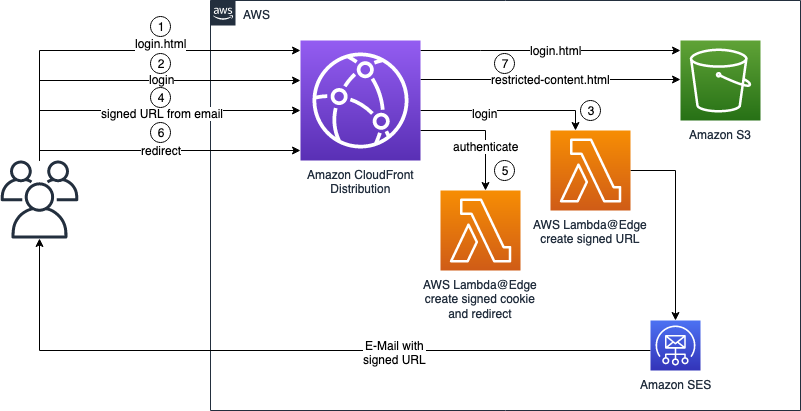 aws
AWS
1
login.html
2
login
4
signed URL from email
6
redirect
Amazon CloudFront
Distribution
login.html
7
restricted-content.html
login
3
authenticate
5
Amazon S3
AWS Lambda@Edge
create signed URL
AWS Lambda@Edge
create signed cookie
and redirect
E-Mail with
signed URL
Amazon SES